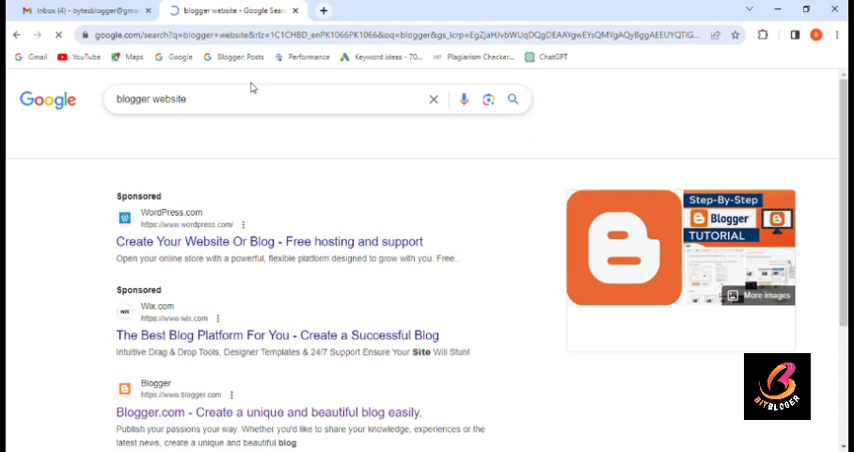 Inbox (4) - bytesblogger@gmai
blogger website - Google Sear
google.com/search?q=blogger+website&rlz=1C1CHBD_enPK1066PK1066&oq=blogger&gs_lcrp=
Gmail
YouTube
Maps
Google
Blogger: Posts
Performance
Keyword ideas - 70...
Plagiarism Checker...
ChatGPT
Google
blogger website
Sponsored
WordPress.com
https://www.wordpress.com/
Create Your Website Or Blog - Free hosting and support
Open your online store with a powerful, flexible platform designed to grow with you. Free...
Sponsored
WIX
Wix.com
https://www.wix.com
The Best Blog Platform For You - Create a Successful Blog
Intuitive Drag & Drop Tools, Designer Templates & 24/7 Support Ensure Your Site Will Stun!
Blogger
https://www.blogger.com
Blogger.com - Create a unique and beautiful blog easily.
Publish your passions your way. Whether you'd like to share your knowledge, experiences or the
latest news, create a unique and beautiful blog.
Step-By-Step
Blogger
TUTORIAL
More images
BITBLOGER